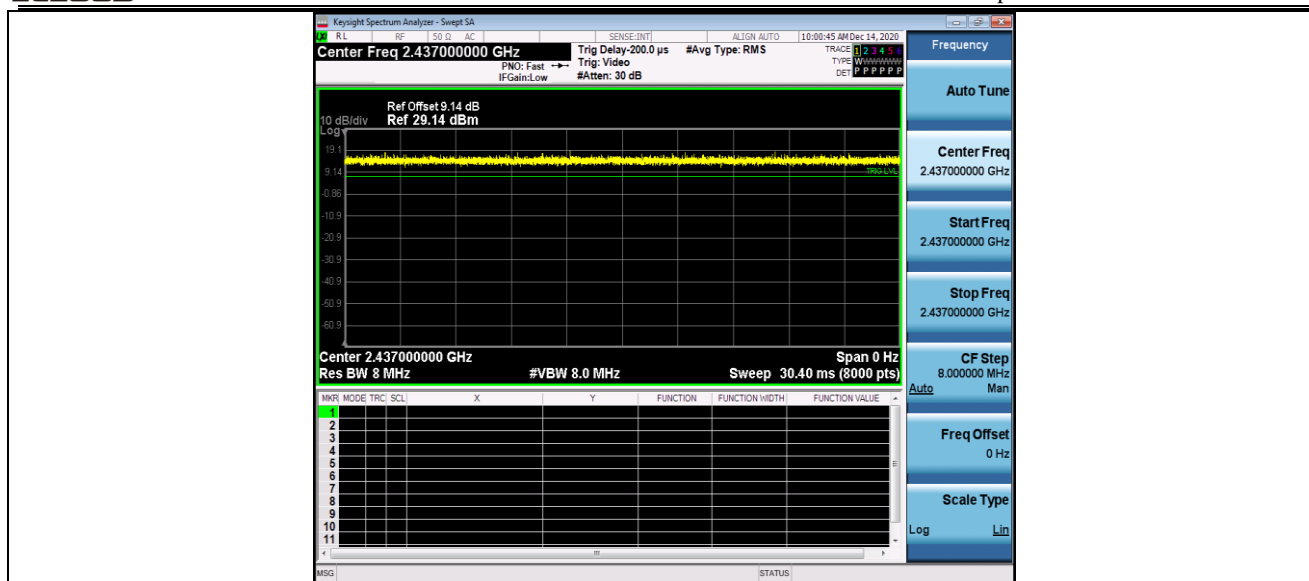 Keysight Spectrum Analyzer - Swept SA
RL RF 50 Ω AC SENSE:INT ALIGN AUTO 10:00:45 AM Dec 14, 2020
Center Freq 2.437000000 GHz
PNO: Fast
IFGain:Low
Trig Delay-200.0 µs
Trig: Video
#Atten: 30 dB
#Avg Type: RMS
TRACE 1 2 3 4 5 6
TYPE WWWWWW
DET P P P P P P
Ref Offset 9.14 dB
10 dB/div Ref 29.14 dBm
Log
19.1
9.14
TRIG LVL
-0.86
-10.9
-20.9
-30.9
-40.9
-50.9
-60.9
Center 2.437000000 GHz Span 0 Hz
Res BW 8 MHz #VBW 8.0 MHz Sweep 30.40 ms (8000 pts)
MKR MODE TRC SCL X Y FUNCTION FUNCTION WIDTH FUNCTION VALUE
1
2
3
4
5
6
7
8
9
10
11
MSG STATUS
Frequency
Auto Tune
Center Freq
2.437000000 GHz
Start Freq
2.437000000 GHz
Stop Freq
2.437000000 GHz
CF Step
8.000000 MHz
Auto Man
Freq Offset
0 Hz
Scale Type
Log Lin